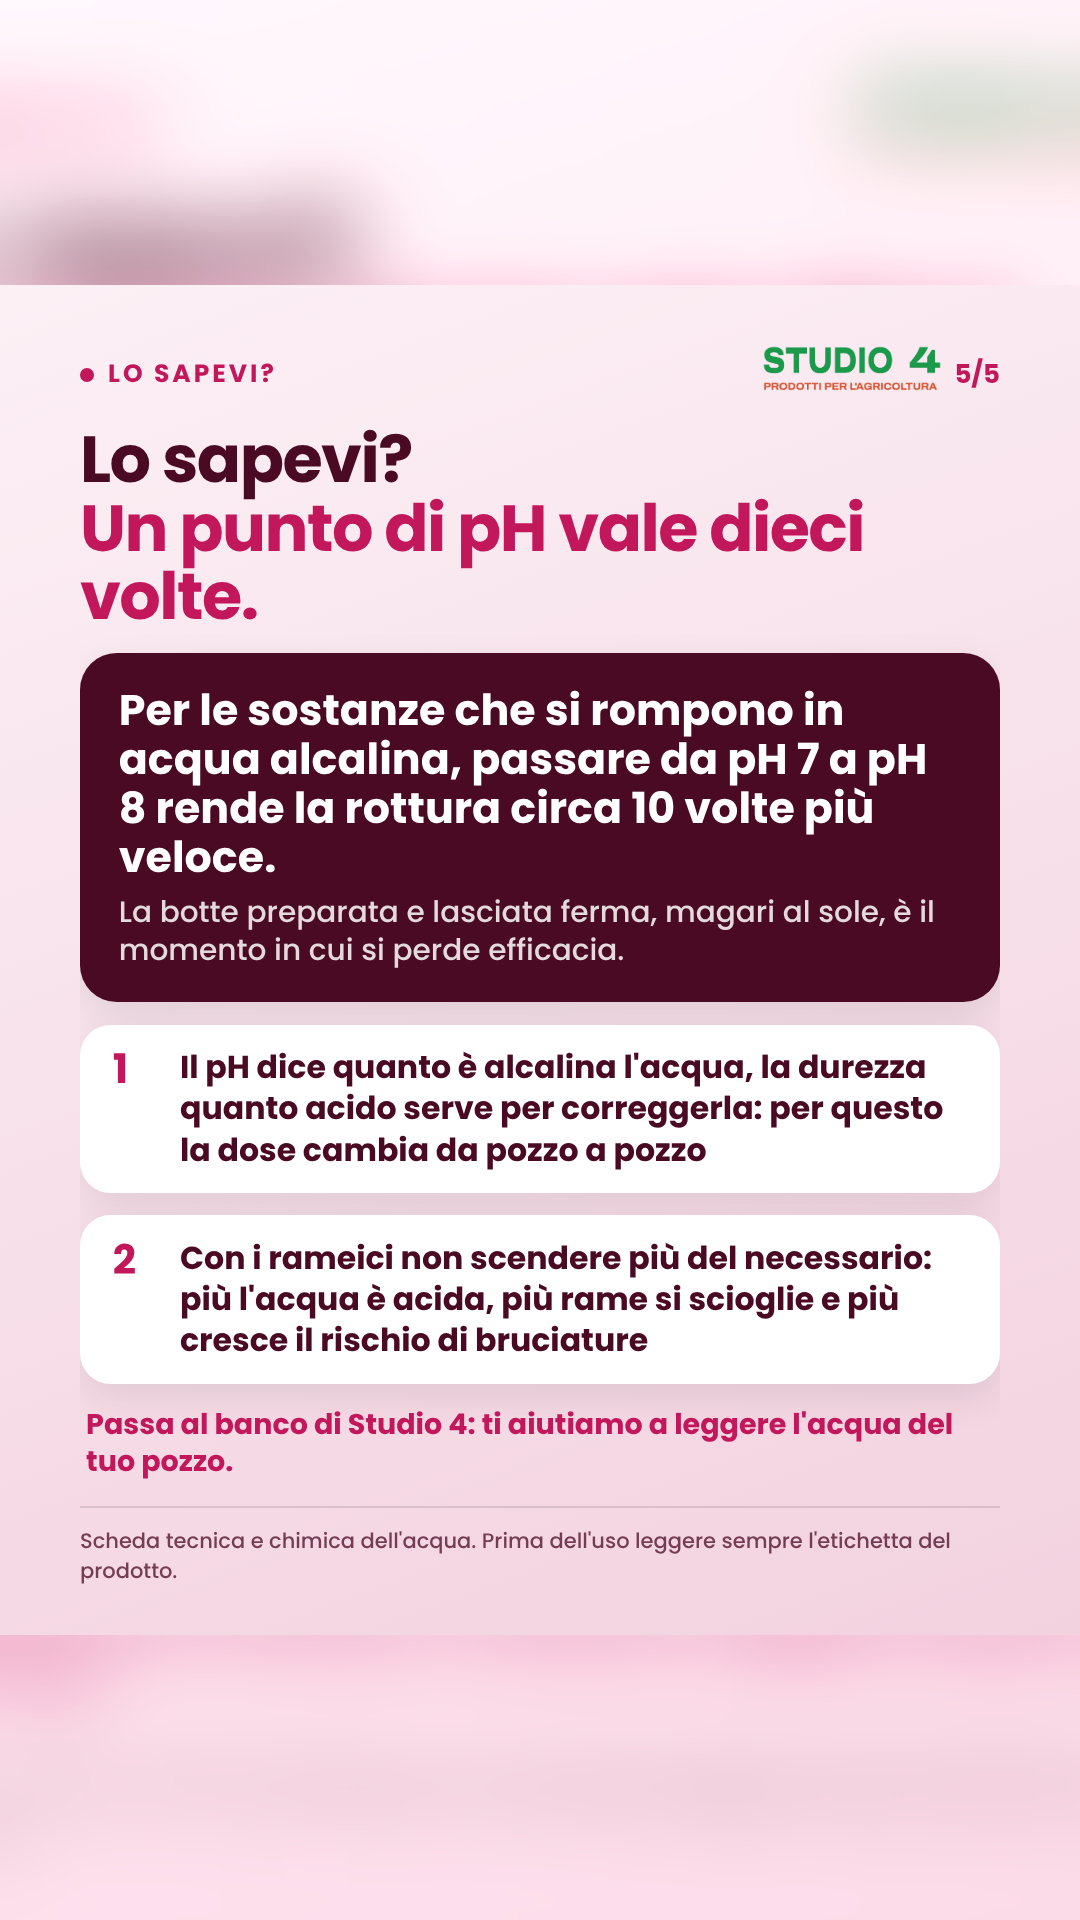 LO SAPEVI?
STUDIO 4
PRODOTTI PER L'AGRICOLTURA
5/5
Lo sapevi?
Un punto di pH vale dieci
volte.
Per le sostanze che si rompono in
acqua alcalina, passare da pH 7 a pH
8 rende la rottura circa 10 volte più
veloce.
La botte preparata e lasciata ferma, magari al sole, è il
momento in cui si perde efficacia.
1
Il pH dice quanto è alcalina l'acqua, la durezza
quanto acido serve per correggerla: per questo
la dose cambia da pozzo a pozzo
2
Con i rameici non scendere più del necessario:
più l'acqua è acida, più rame si scioglie e più
cresce il rischio di bruciature
Passa al banco di Studio 4: ti aiutiamo a leggere l'acqua del
tuo pozzo.
Scheda tecnica e chimica dell'acqua. Prima dell'uso leggere sempre l'etichetta del
prodotto.